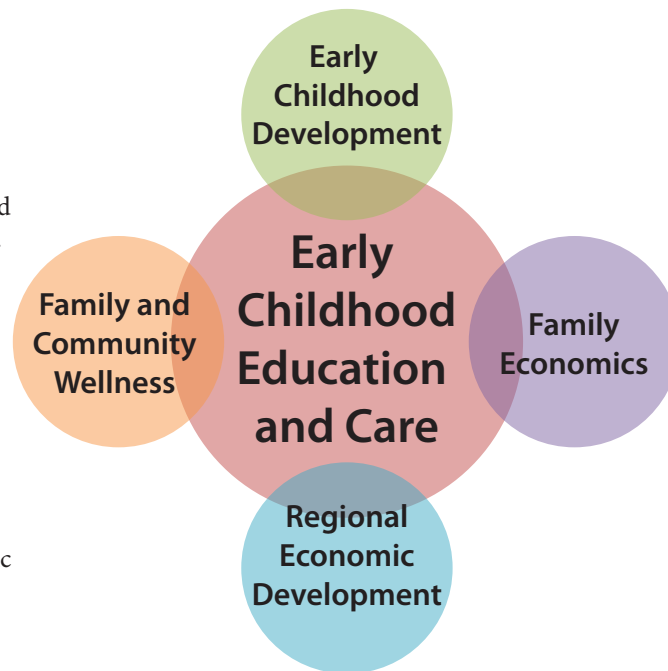 Early
Childhood
Development
Early
Childhood
Education
and Care
Family and
Community
Wellness
Family
Economics
Regional
Economic
Development